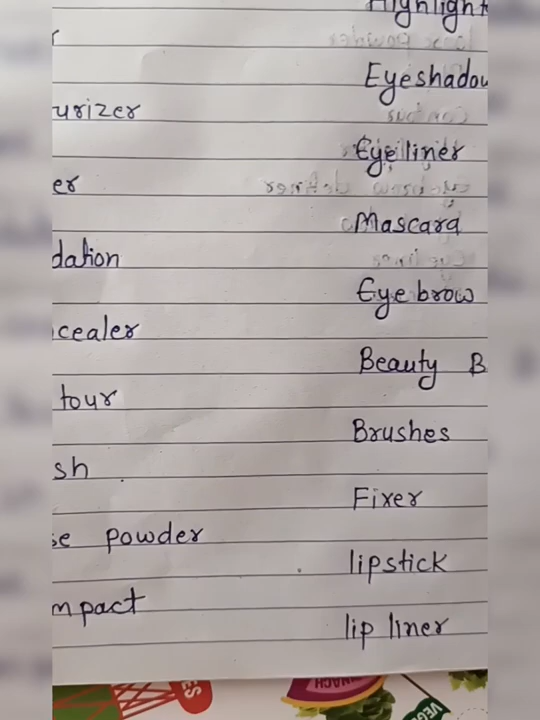 Highlight
Eyeshadow
urizer
Eyeliner
er
Mascara
dation
Eye brow
cealer
Beauty B
tour
Brushes
sh
Fixer
se powder
lipstick
mpact
lip liner